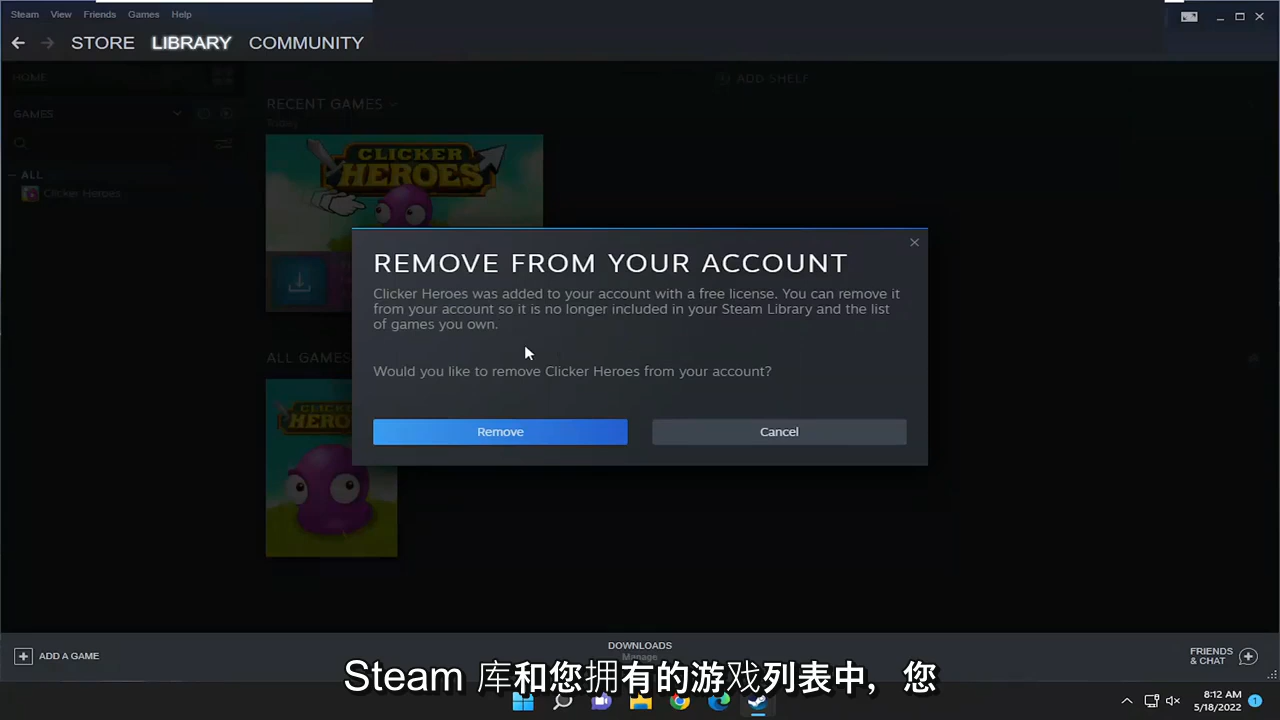 Steam View Friends Games Help
STORE LIBRARY COMMUNITY
HOME
ADD SHELF
GAMES
RECENT GAMES
Today
ALL
Clicker Heroes
CLICKER
HEROES
REMOVE FROM YOUR ACCOUNT
Clicker Heroes was added to your account with a free license. You can remove it
from your account so it is no longer included in your Steam Library and the list
of games you own.
Would you like to remove Clicker Heroes from your account?
Remove Cancel
ALL GAMES
DOWNLOADS
Manage
ADD A GAME
FRIENDS
& CHAT
Steam 库和您拥有的游戏列表中，您
8:12 AM
5/18/2022
1